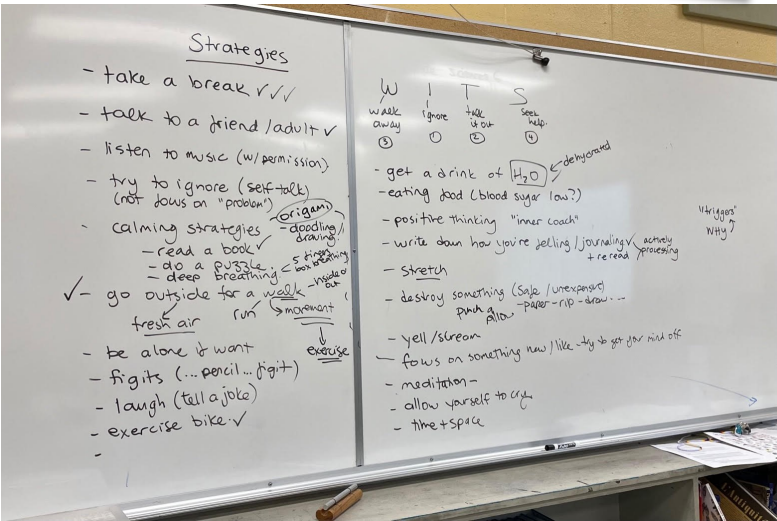 Strategies
- take a break ✓✓✓
- talk to a friend/adult ✓
- listen to music (w/permission)
- try to ignore (self-talk)
(not focus on "problem")
- calming strategies - origami
- doodling/
drawing
- read a book ✓
- do a puzzle
- deep breathing < 5 finger
box breathing
✓ - go outside for a walk - inside or
out
run → movement
fresh air
exercise
- be alone if want
- figits (... pencil ... figit)
- laugh (tell a joke)
- exercise bike ✓
-
W I T S
walk away ignore talk it out seek help.
③ ① ② ④
- get a drink of H₂O ← dehydrated
- eating food (blood sugar low?)
- positive thinking "inner coach"
- write down how you're felling/journaling ✓ actively
+ re read processing
- stretch
- destroy something (safe/unexpensive)
punch a pillow - paper - rip - draw ...
- yell/scream
- focus on something new/like - try to get your mind off
- meditation -
- allow yourself to cry
- time + space
"triggers"
WHY